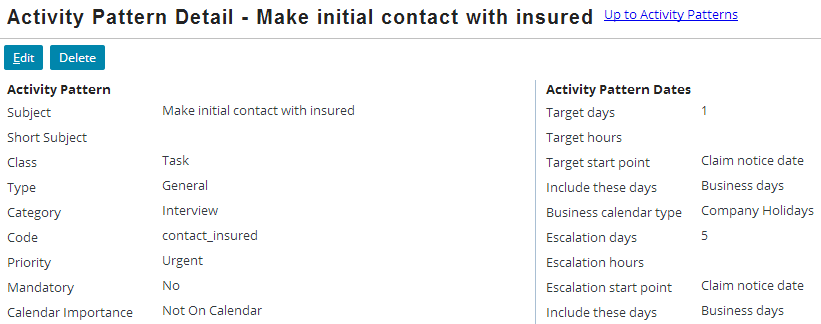 Activity Pattern Detail - Make initial contact with insured Up to Activity Patterns
Edit Delete
Activity Pattern
Subject Make initial contact with insured
Short Subject
Class Task
Type General
Category Interview
Code contact_insured
Priority Urgent
Mandatory No
Calendar Importance Not On Calendar
Activity Pattern Dates
Target days 1
Target hours
Target start point Claim notice date
Include these days Business days
Business calendar type Company Holidays
Escalation days 5
Escalation hours
Escalation start point Claim notice date
Include these days Business days